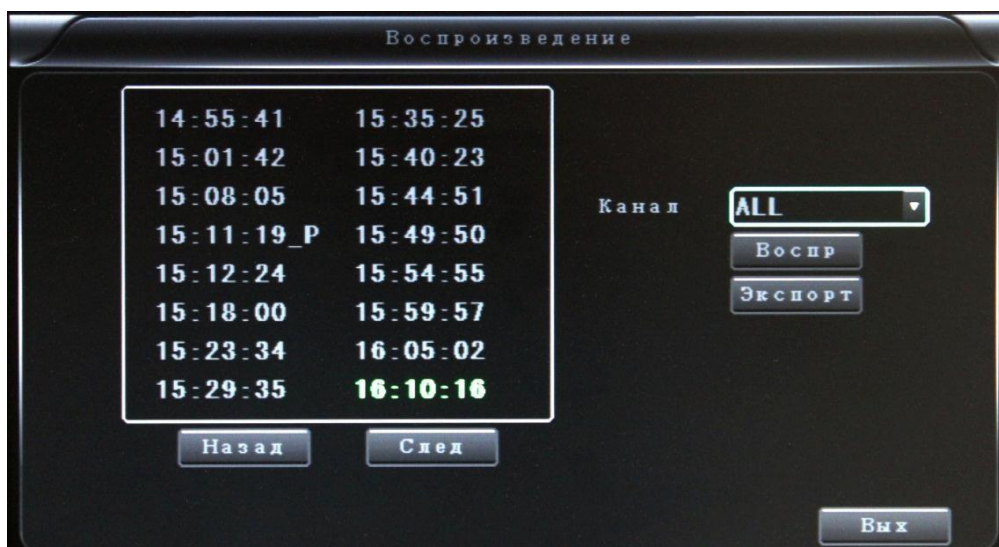 Воспроизведение
14:55:41 15:35:25
15:01:42 15:40:23
15:08:05 15:44:51
15:11:19_P 15:49:50
15:12:24 15:54:55
15:18:00 15:59:57
15:23:34 16:05:02
15:29:35 16:10:16
Назад След
Канал ALL
Воспр
Экспорт
Вых